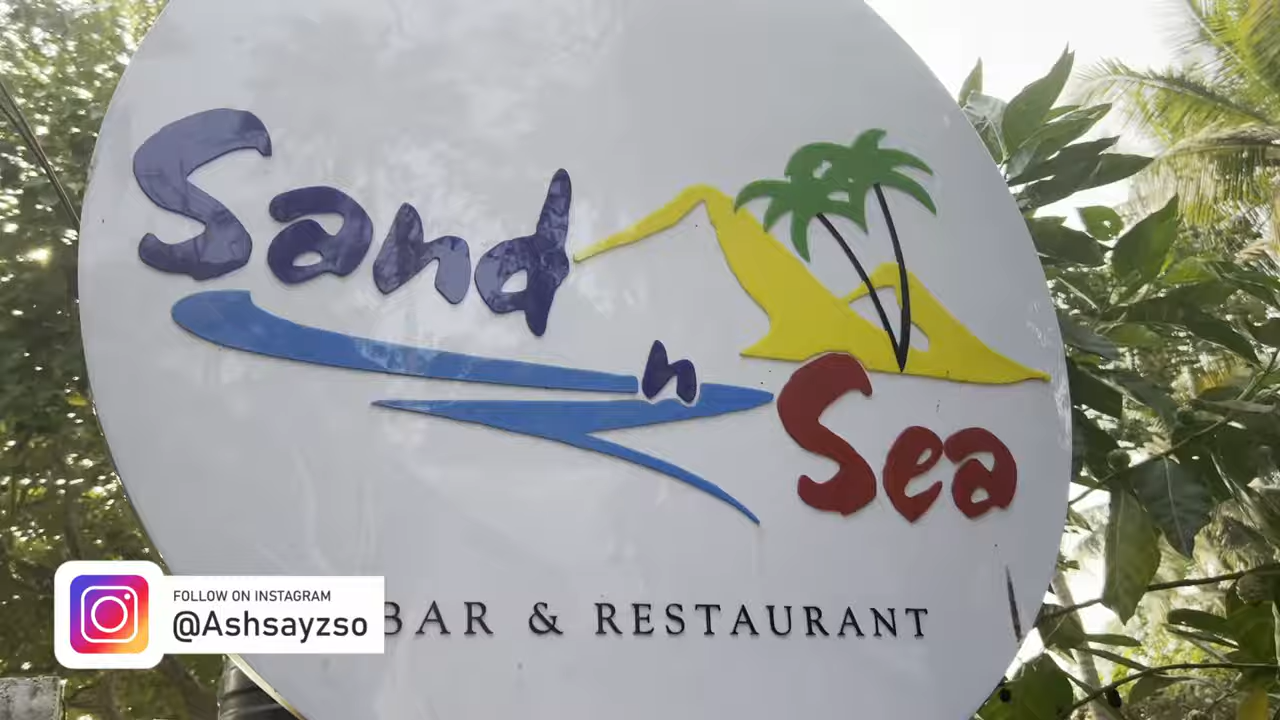 Sand
n
Sea
BAR & RESTAURANT
FOLLOW ON INSTAGRAM
@Ashsayzso